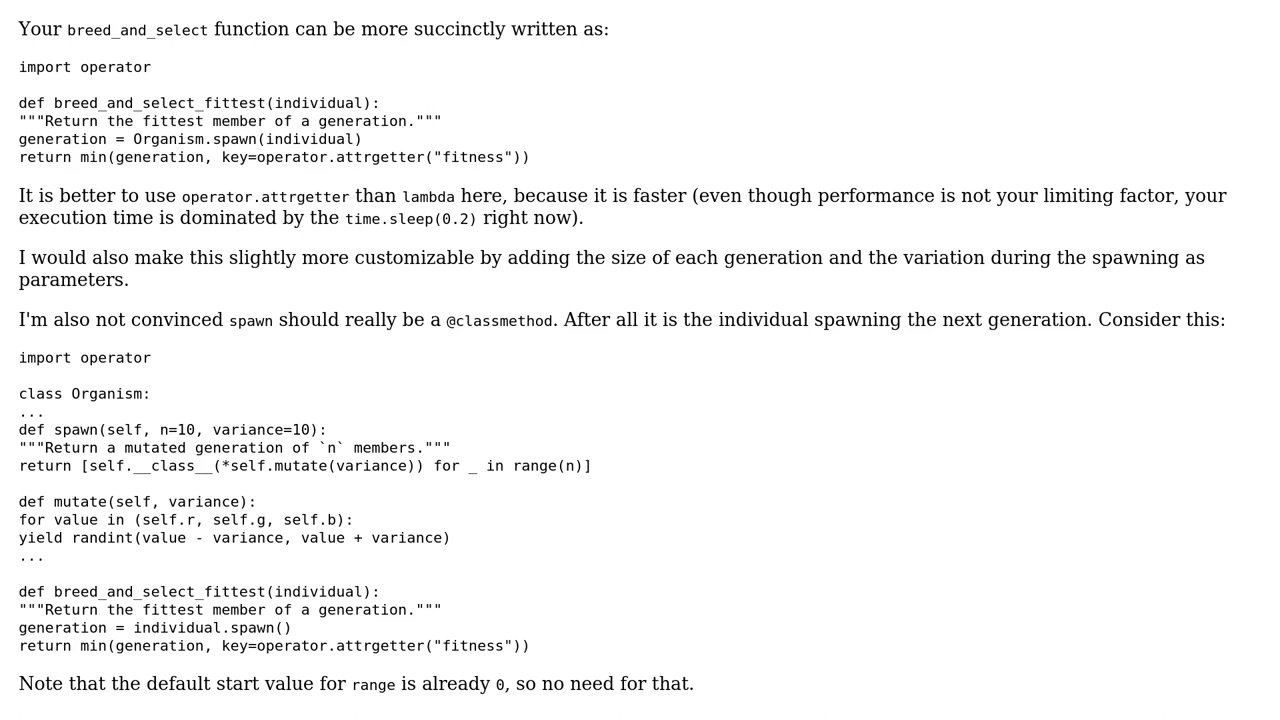 Your breed_and_select function can be more succinctly written as:
import operator
def breed_and_select_fittest(individual):
"""Return the fittest member of a generation."""
generation = Organism.spawn(individual)
return min(generation, key=operator.attrgetter("fitness"))
It is better to use operator.attrgetter than lambda here, because it is faster (even though performance is not your limiting factor, your
execution time is dominated by the time.sleep(0.2) right now).
I would also make this slightly more customizable by adding the size of each generation and the variation during the spawning as
parameters.
I'm also not convinced spawn should really be a @classmethod. After all it is the individual spawning the next generation. Consider this:
import operator
class Organism:
...
def spawn(self, n=10, variance=10):
"""Return a mutated generation of `n` members."""
return [self.__class__(*self.mutate(variance)) for _ in range(n)]
def mutate(self, variance):
for value in (self.r, self.g, self.b):
yield randint(value - variance, value + variance)
...
def breed_and_select_fittest(individual):
"""Return the fittest member of a generation."""
generation = individual.spawn()
return min(generation, key=operator.attrgetter("fitness"))
Note that the default start value for range is already 0, so no need for that.